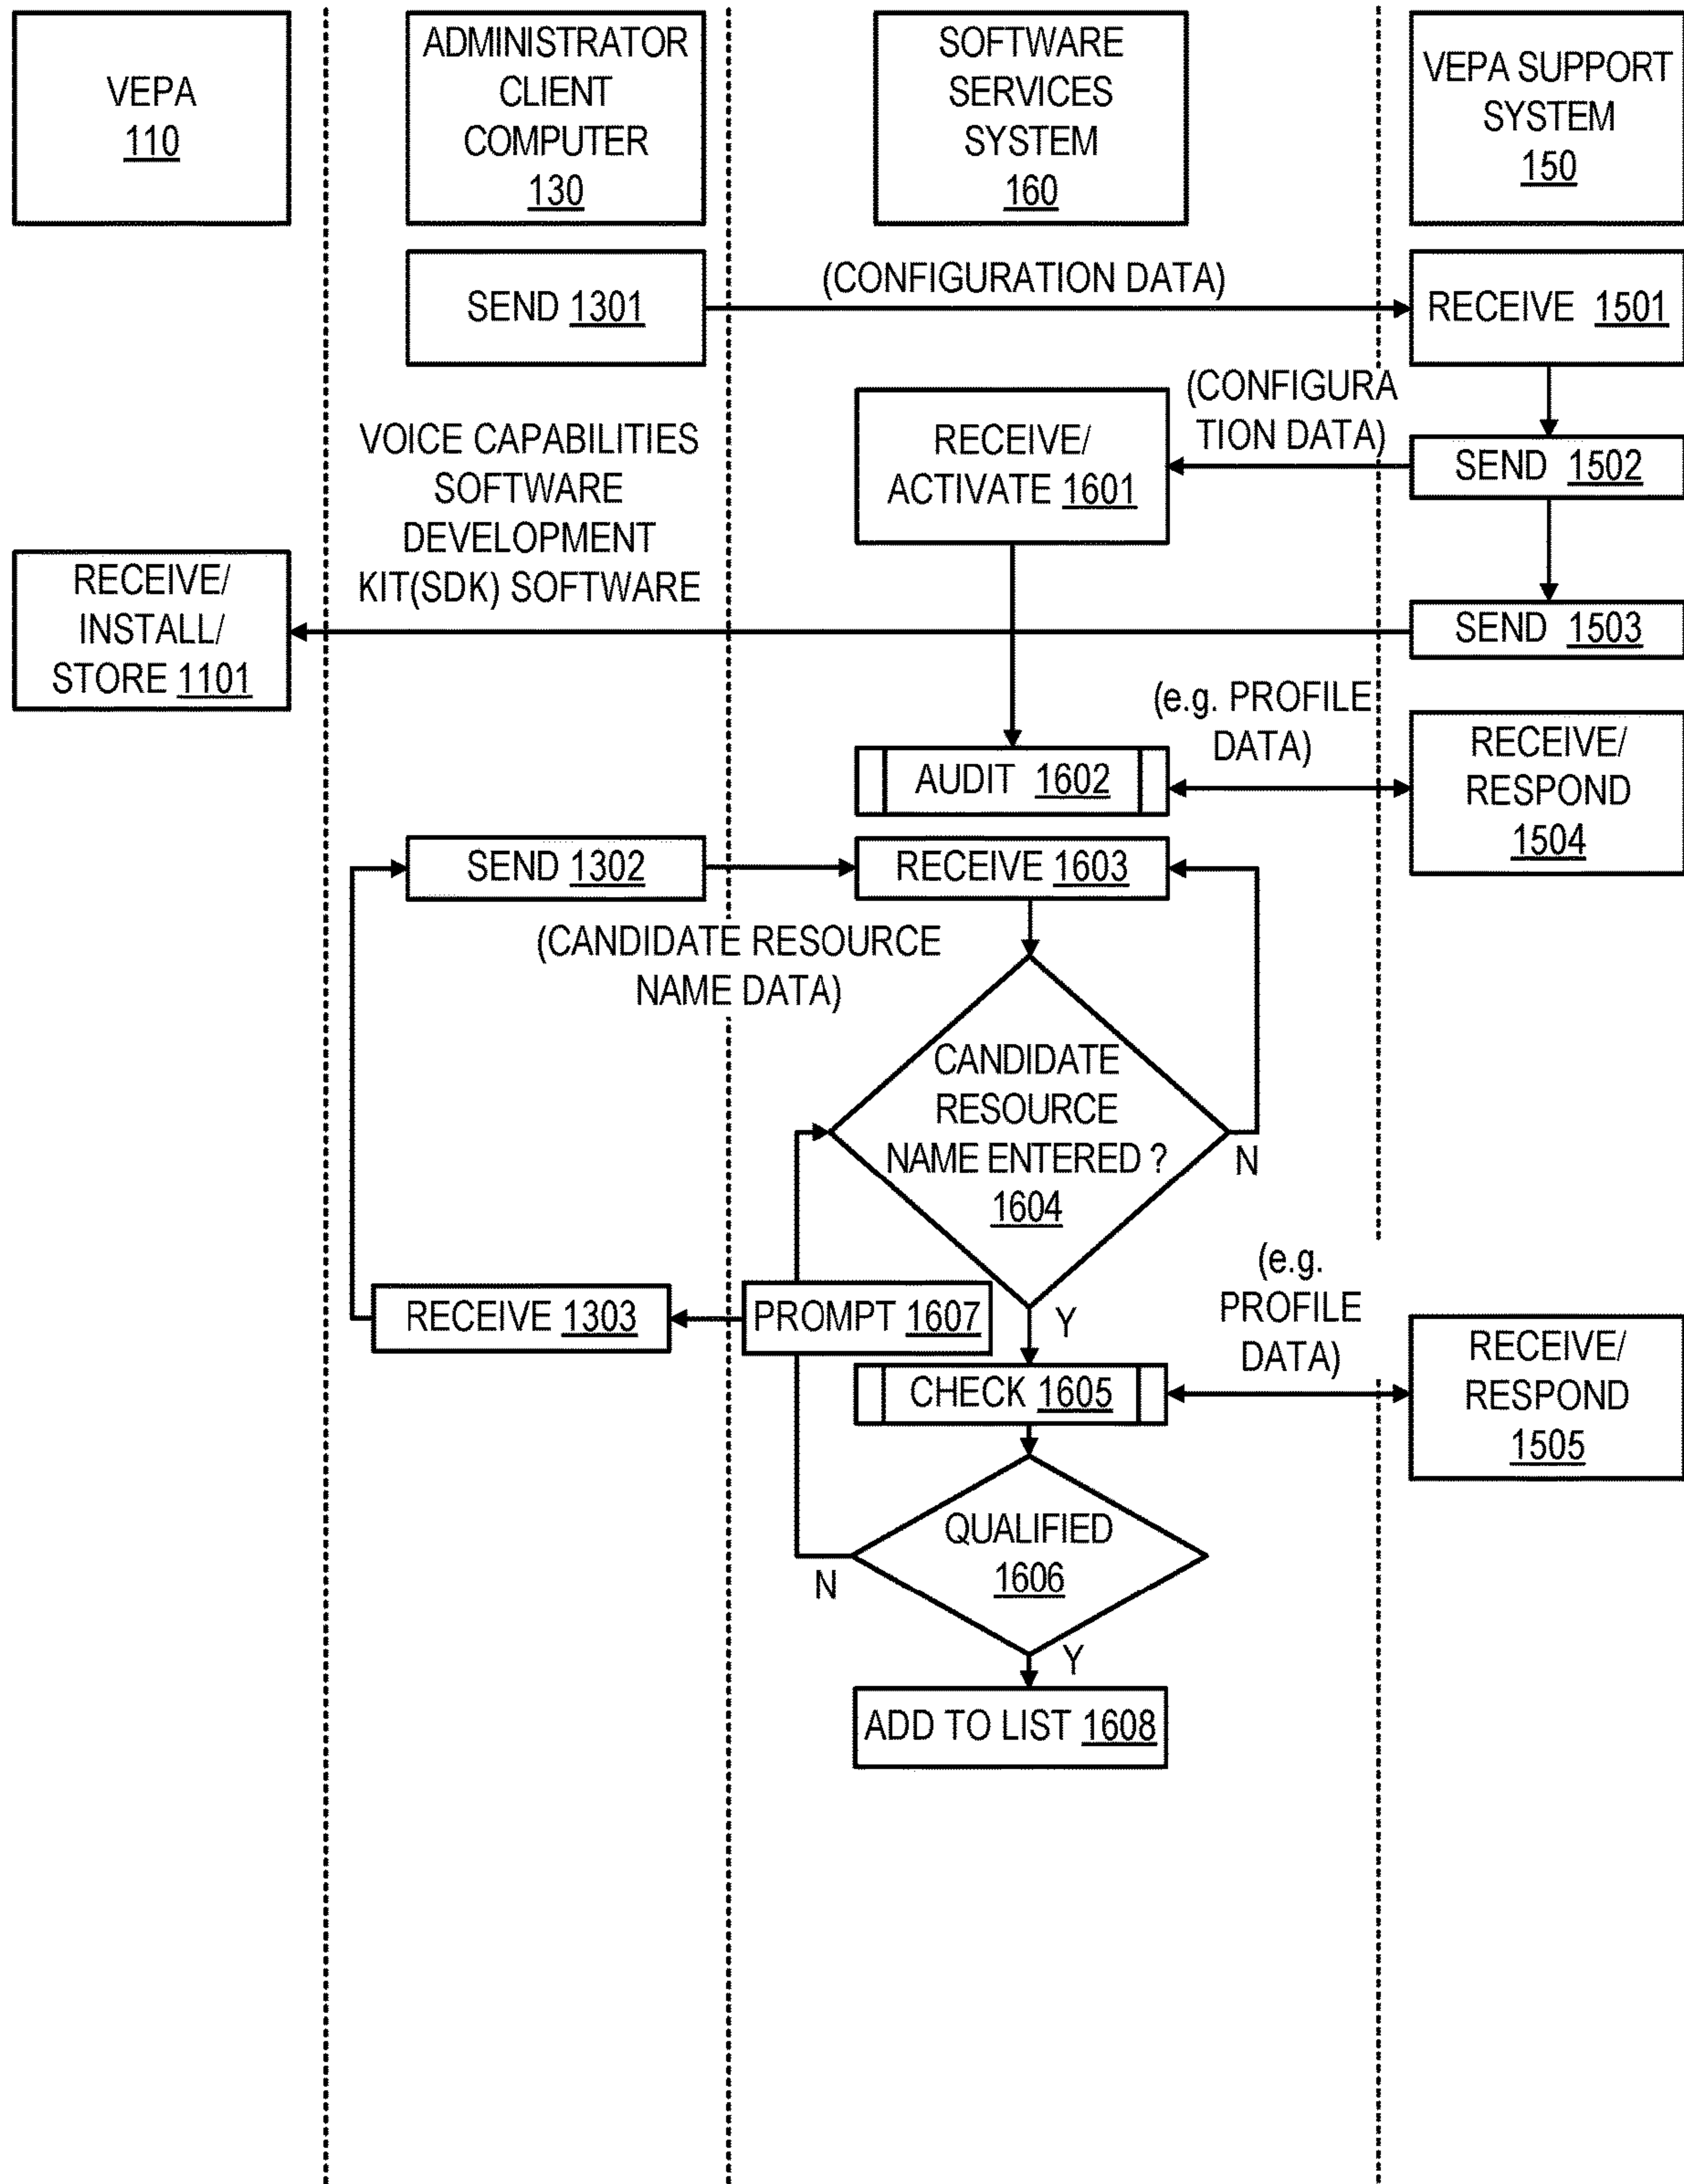 VEPA
110
ADMINISTRATOR
CLIENT
COMPUTER
130
SOFTWARE
SERVICES
SYSTEM
160
VEPA SUPPORT
SYSTEM
150
SEND 1301
(CONFIGURATION DATA)
RECEIVE 1501
(CONFIGURA
TION DATA)
RECEIVE/
ACTIVATE 1601
SEND 1502
VOICE CAPABILITIES
SOFTWARE
DEVELOPMENT
KIT(SDK) SOFTWARE
RECEIVE/
INSTALL/
STORE 1101
SEND 1503
(e.g. PROFILE
DATA)
AUDIT 1602
RECEIVE/
RESPOND
1504
SEND 1302
RECEIVE 1603
(CANDIDATE RESOURCE
NAME DATA)
CANDIDATE
RESOURCE
NAME ENTERED ?
1604
N
RECEIVE 1303
PROMPT 1607
Y
(e.g.
PROFILE
DATA)
CHECK 1605
RECEIVE/
RESPOND
1505
QUALIFIED
1606
N
Y
ADD TO LIST 1608